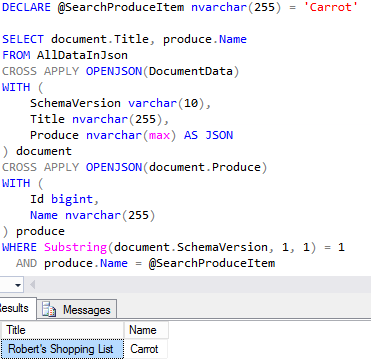 DECLARE @SearchProduceItem nvarchar(255) = 'Carrot'
SELECT document.Title, produce.Name
FROM AllDataInJson
CROSS APPLY OPENJSON(DocumentData)
WITH (
SchemaVersion varchar(10),
Title nvarchar(255),
Produce nvarchar(max) AS JSON
) document
CROSS APPLY OPENJSON(document.Produce)
WITH (
Id bigint,
Name nvarchar(255)
) produce
WHERE Substring(document.SchemaVersion, 1, 1) = 1
AND produce.Name = @SearchProduceItem
Results Messages
Title Name
Robert's Shopping List Carrot